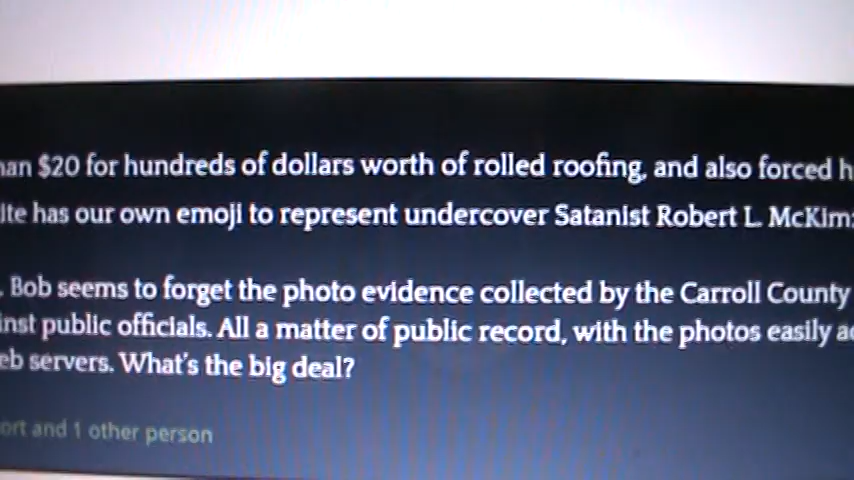 an $20 for hundreds of dollars worth of rolled roofing, and also forced h
ite has our own emoji to represent undercover Satanist Robert L. McKim:
. Bob seems to forget the photo evidence collected by the Carroll County
inst public officials. All a matter of public record, with the photos easily ac
eb servers. What's the big deal?
ort and 1 other person